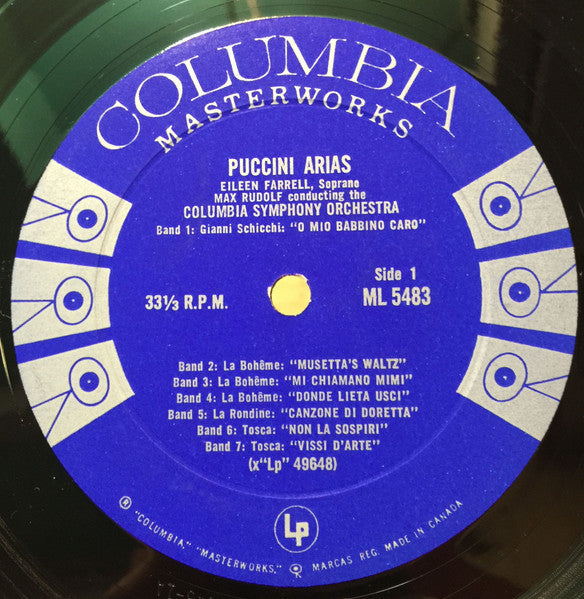 COLUMBIA
MASTERWORKS
PUCCINI ARIAS
EILEEN FARRELL, Soprano
MAX RUDOLF conducting the
COLUMBIA SYMPHONY ORCHESTRA
Band 1: Gianni Schicchi: "O MIO BABBINO CARO"
33⅓ R.P.M.
Side 1
ML 5483
Band 2: La Bohême: "MUSETTA'S WALTZ"
Band 3: La Bohême: "MI CHIAMANO MIMI"
Band 4: La Bohême: "DONDE LIETA USCI"
Band 5: La Rondine: "CANZONE DI DORETTA"
Band 6: Tosca: "NON LA SOSPIRI"
Band 7: Tosca: "VISSI D'ARTE"
(x"Lp" 49648)
Lp
® "COLUMBIA," "MASTERWORKS," MARCAS REG. MADE IN CANADA